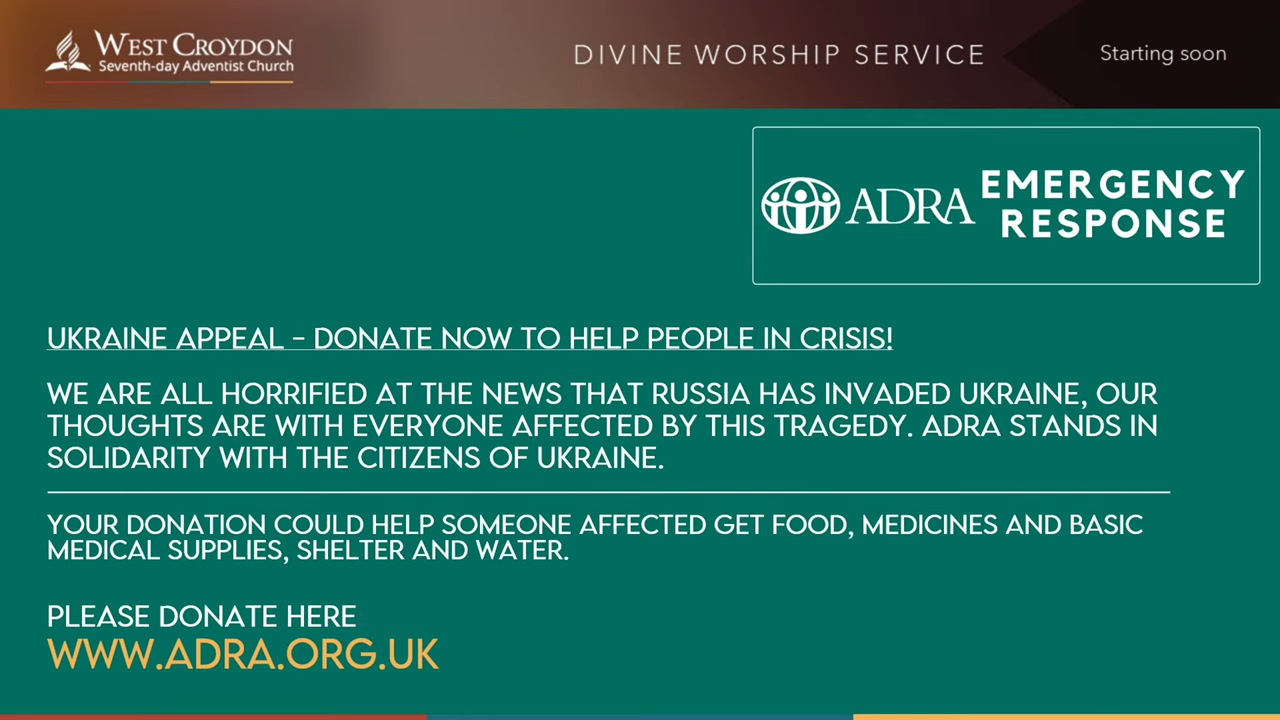 West Croydon
Seventh-day Adventist Church
DIVINE WORSHIP SERVICE
Starting soon
ADRA
EMERGENCY
RESPONSE
UKRAINE APPEAL - DONATE NOW TO HELP PEOPLE IN CRISIS!
WE ARE ALL HORRIFIED AT THE NEWS THAT RUSSIA HAS INVADED UKRAINE, OUR
THOUGHTS ARE WITH EVERYONE AFFECTED BY THIS TRAGEDY. ADRA STANDS IN
SOLIDARITY WITH THE CITIZENS OF UKRAINE.
YOUR DONATION COULD HELP SOMEONE AFFECTED GET FOOD, MEDICINES AND BASIC
MEDICAL SUPPLIES, SHELTER AND WATER.
PLEASE DONATE HERE
WWW.ADRA.ORG.UK